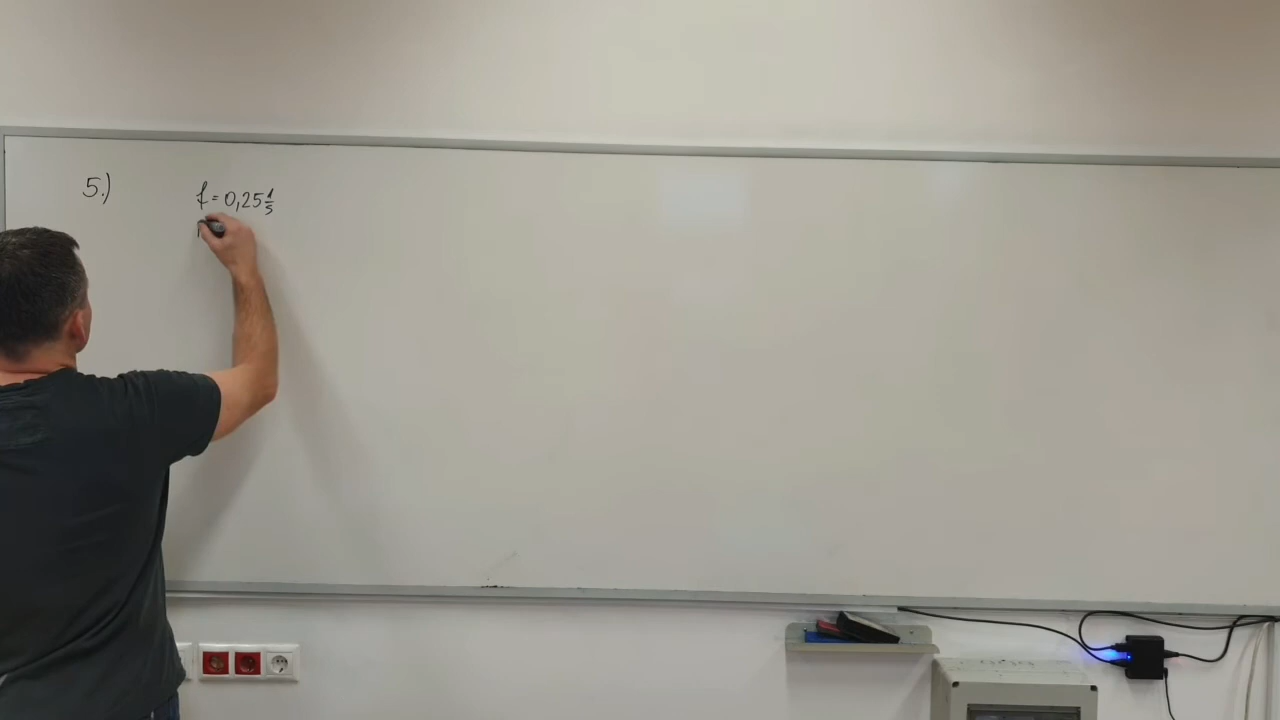 5.)
f = 0,25 1/s